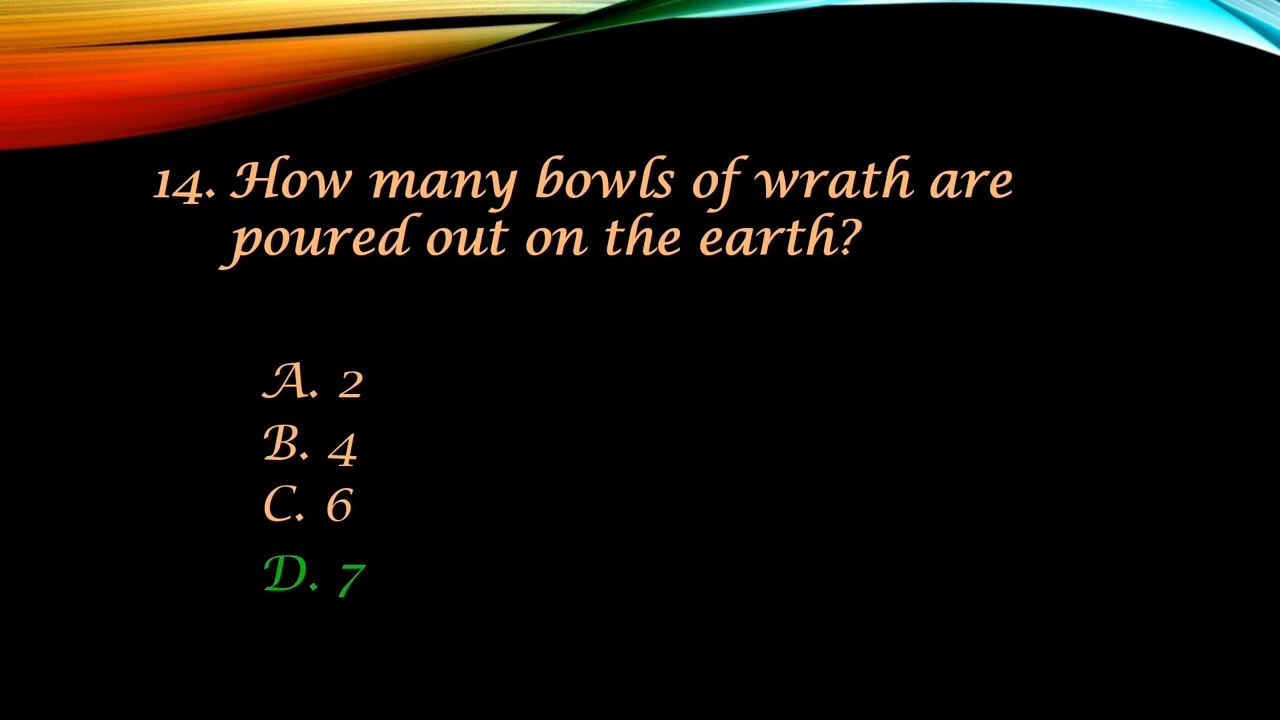 14. How many bowls of wrath are
poured out on the earth?
A. 2
B. 4
C. 6
D. 7